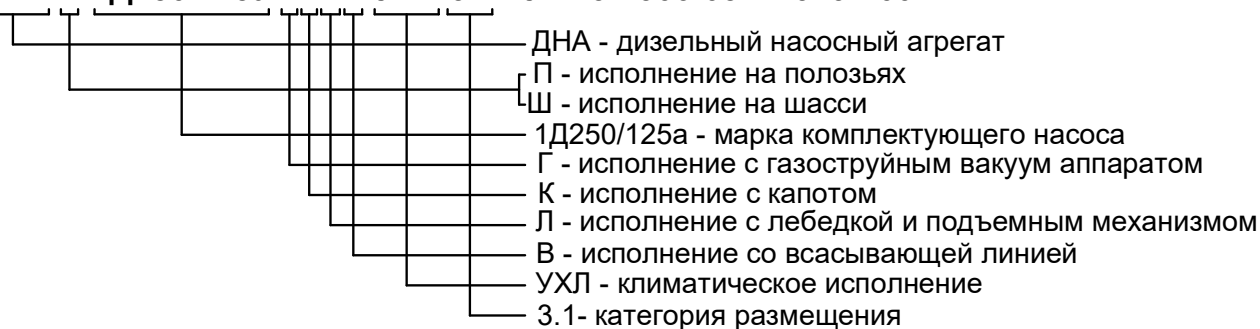 ДНА - дизельный насосный агрегат
П - исполнение на полозьях
Ш - исполнение на шасси
1Д250/125а - марка комплектующего насоса
Г - исполнение с газоструйным вакуум аппаратом
К - исполнение с капотом
Л - исполнение с лебедкой и подъемным механизмом
В - исполнение со всасывающей линией
УХЛ - климатическое исполнение
3.1- категория размещения